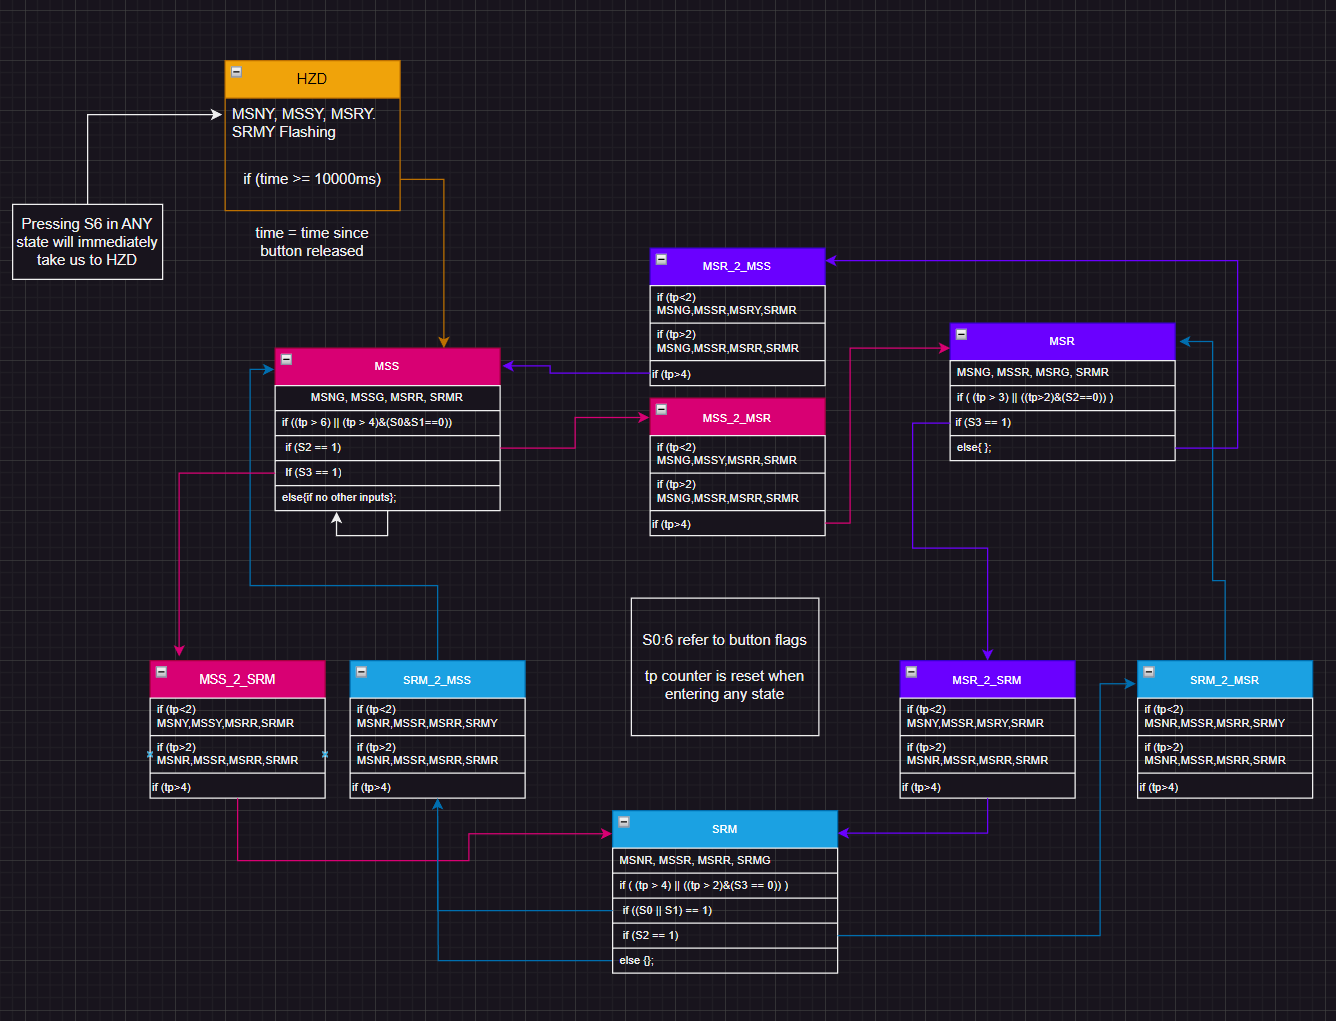 HZD
MSNY, MSSY, MSRY.
SRMY Flashing
if (time >= 10000ms)
Pressing S6 in ANY
state will immediately
take us to HZD
time = time since
button released
MSR_2_MSS
if (tp<2)
MSNG,MSSR,MSRY,SRMR
if (tp>2)
MSNG,MSSR,MSRR,SRMR
if (tp>4)
MSR
MSNG, MSSR, MSRG, SRMR
if ( (tp > 3) || ((tp>2)&(S2==0)) )
if (S3 == 1)
else{ };
MSS
MSNG, MSSG, MSRR, SRMR
if ((tp > 6) || (tp > 4)&(S0&S1==0))
if (S2 == 1)
If (S3 == 1)
else{if no other inputs};
MSS_2_MSR
if (tp<2)
MSNG,MSSY,MSRR,SRMR
if (tp>2)
MSNG,MSSR,MSRR,SRMR
if (tp>4)
S0:6 refer to button flags
tp counter is reset when
entering any state
MSS_2_SRM
if (tp<2)
MSNY,MSSY,MSRR,SRMR
if (tp>2)
MSNR,MSSR,MSRR,SRMR
if (tp>4)
SRM_2_MSS
if (tp<2)
MSNR,MSSR,MSRR,SRMY
if (tp>2)
MSNR,MSSR,MSRR,SRMR
if (tp>4)
MSR_2_SRM
if (tp<2)
MSNY,MSSR,MSRY,SRMR
if (tp>2)
MSNR,MSSR,MSRR,SRMR
if (tp>4)
SRM_2_MSR
if (tp<2)
MSNR,MSSR,MSRR,SRMY
if (tp>2)
MSNR,MSSR,MSRR,SRMR
if (tp>4)
SRM
MSNR, MSSR, MSRR, SRMG
if ( (tp > 4) || ((tp > 2)&(S3 == 0)) )
if ((S0 || S1) == 1)
if (S2 == 1)
else {};